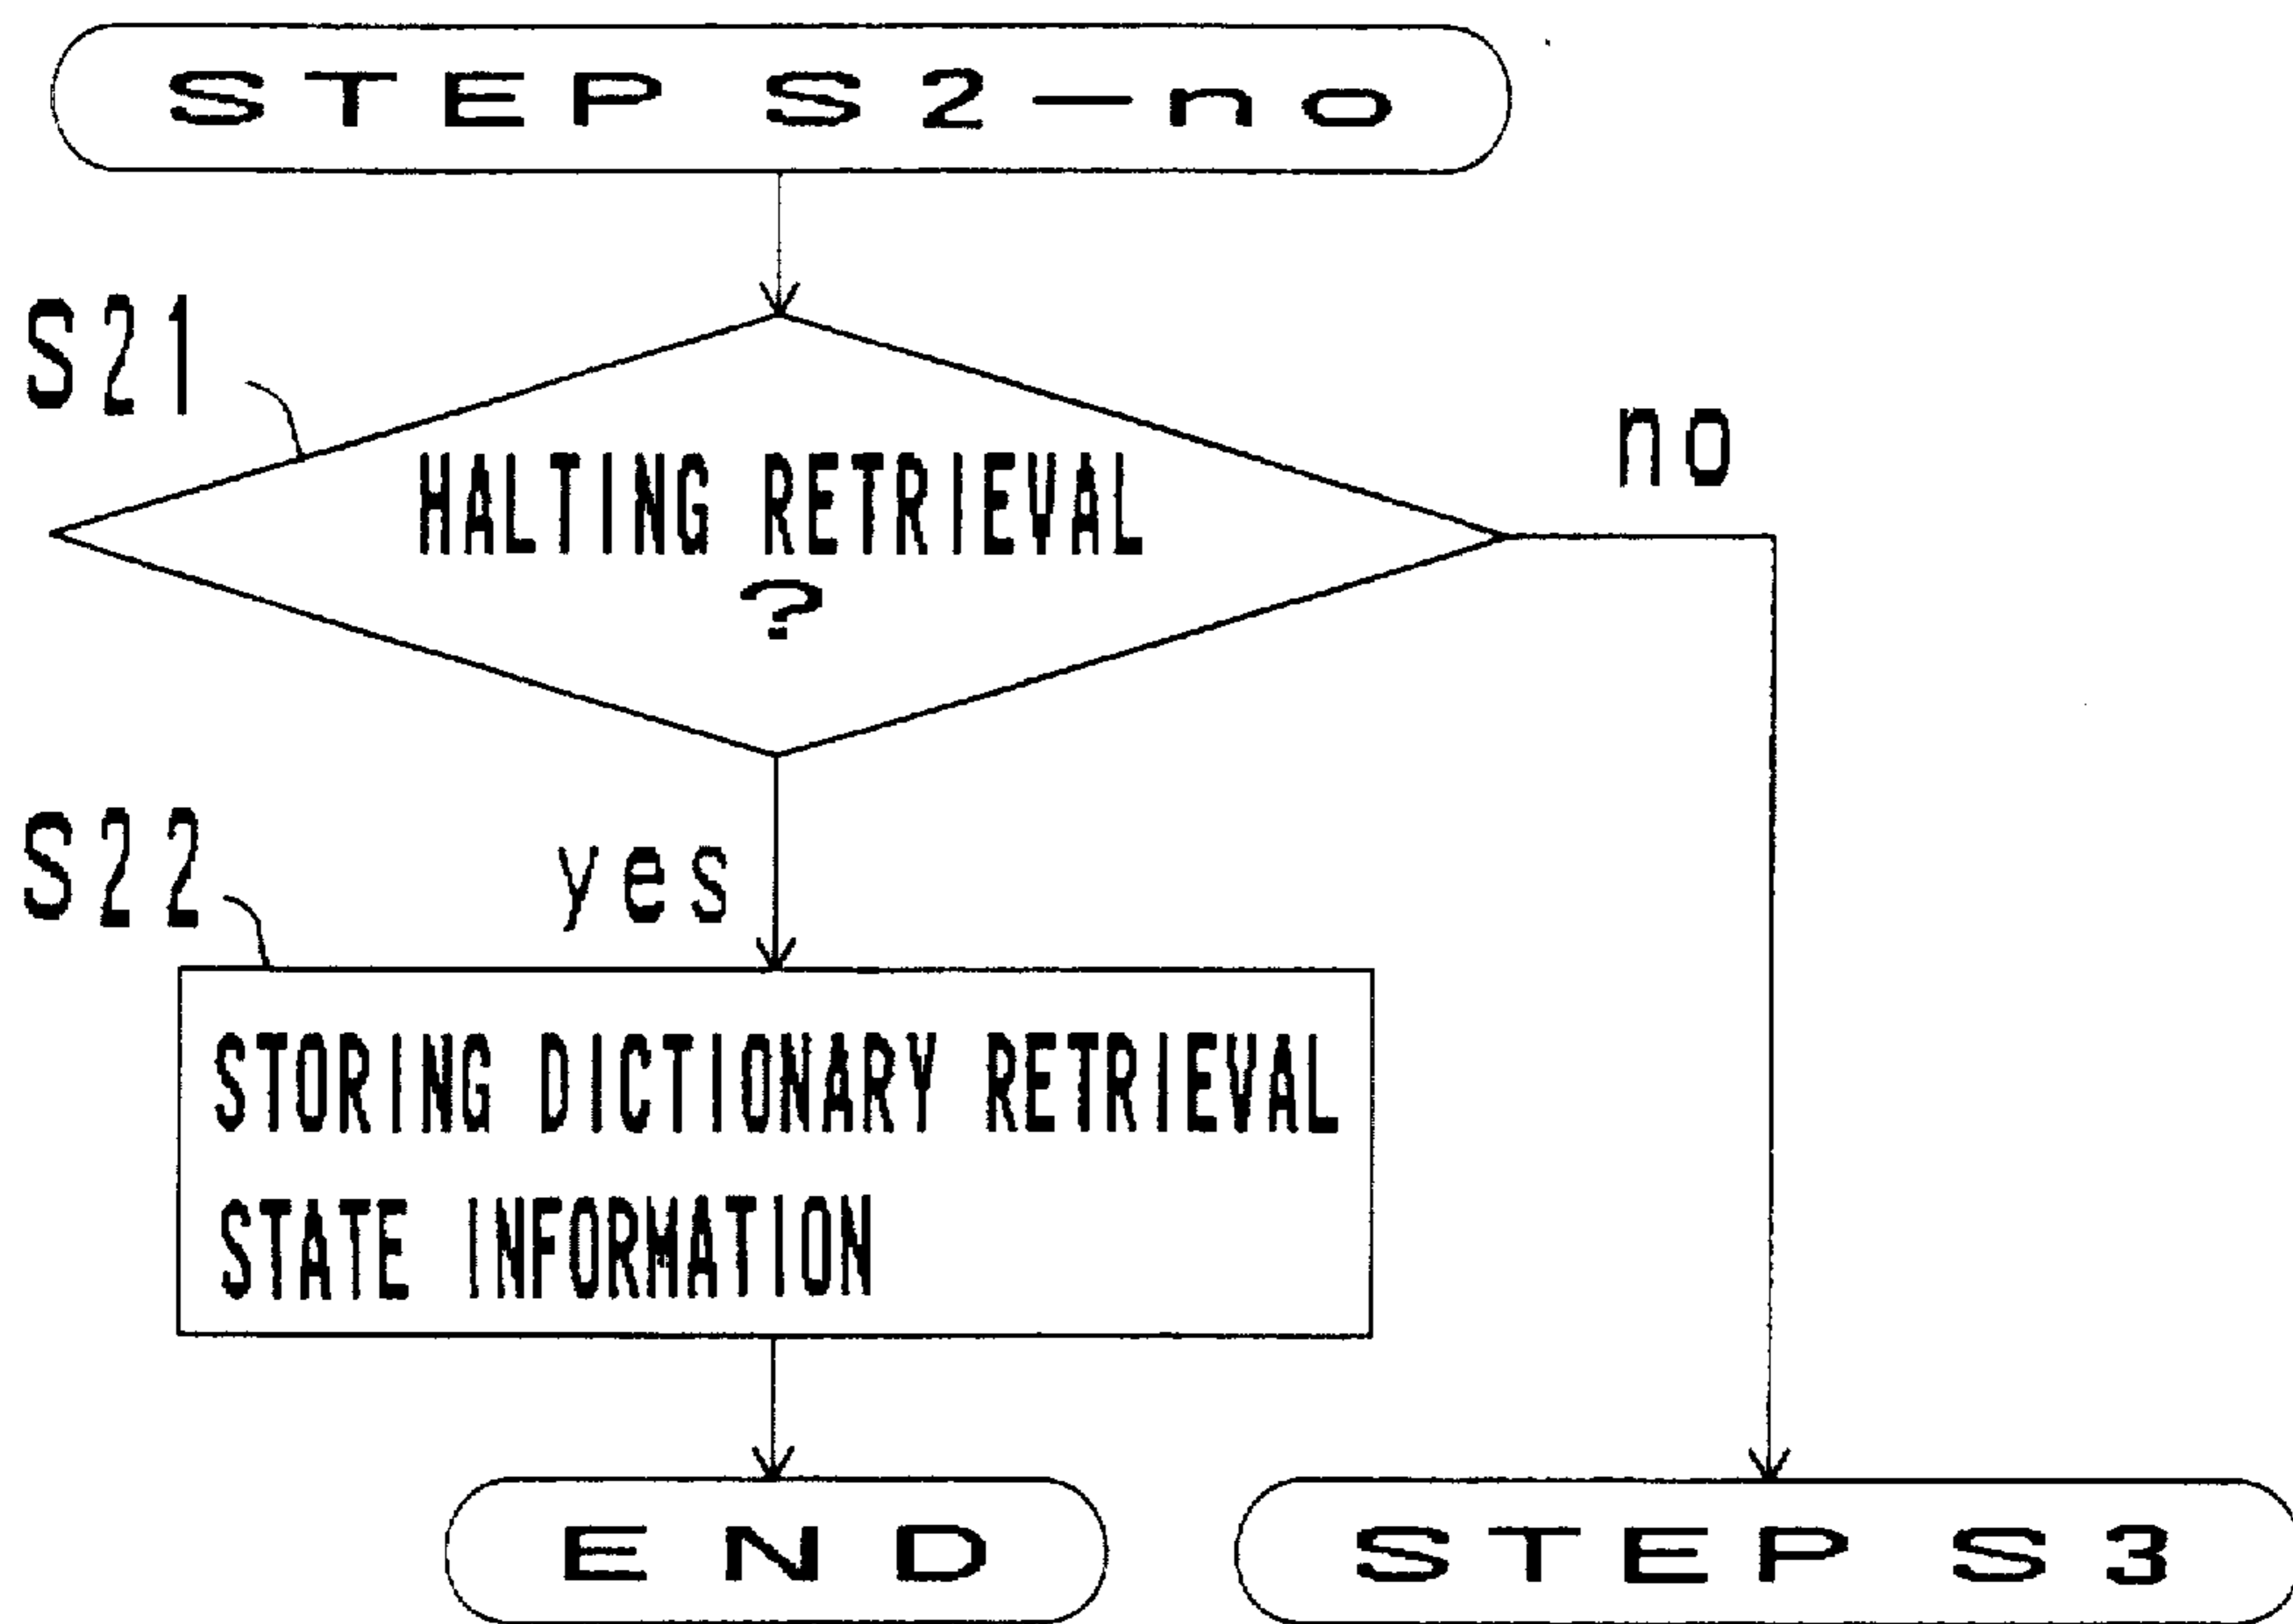 STEP S2-no
S21
HALTING RETRIEVAL
?
no
S22
yes
STORING DICTIONARY RETRIEVAL
STATE INFORMATION
END
STEP S3